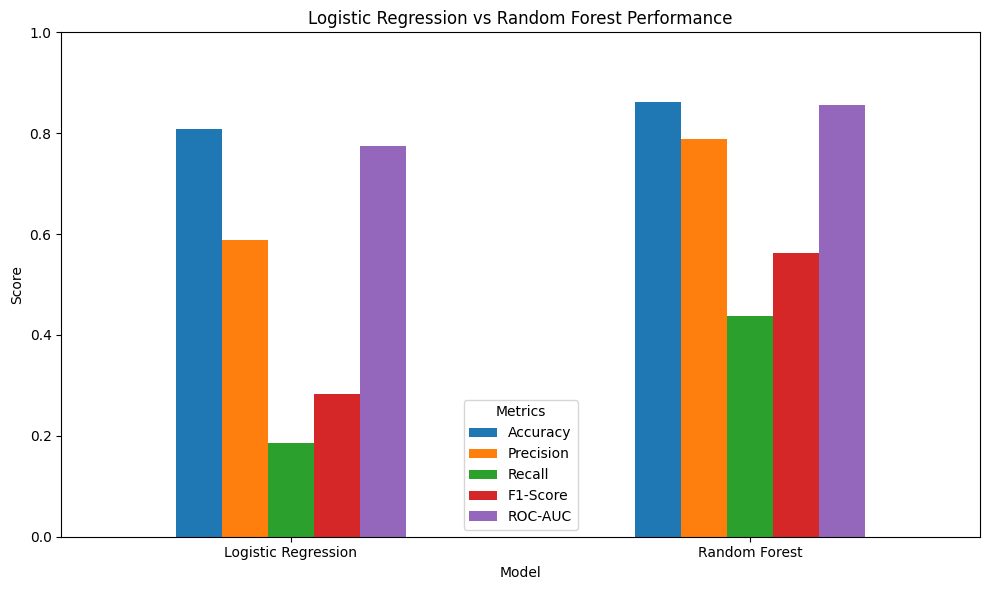 Logistic Regression vs Random Forest Performance
1.0
0.8
0.6
0.4
0.2
0.0
Score
Metrics
Accuracy
Precision
Recall
F1-Score
ROC-AUC
Logistic Regression
Random Forest
Model